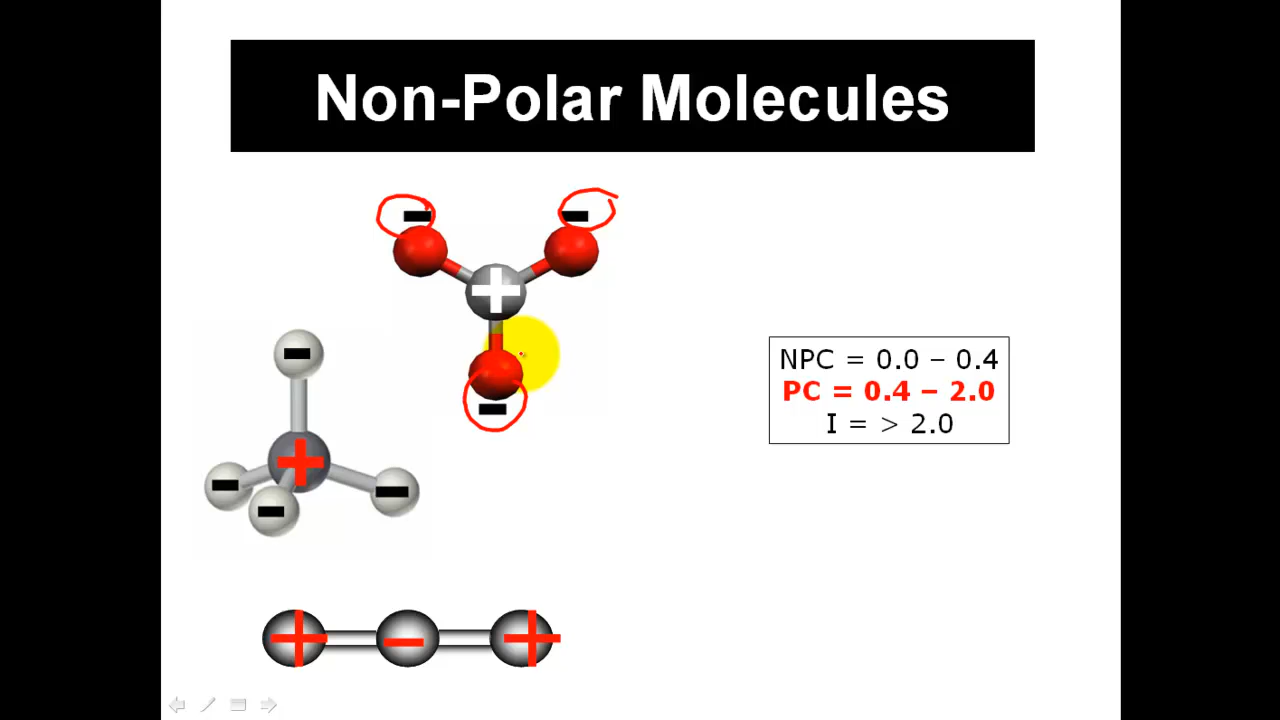 Non-Polar Molecules
NPC = 0.0 – 0.4
PC = 0.4 – 2.0
I = > 2.0